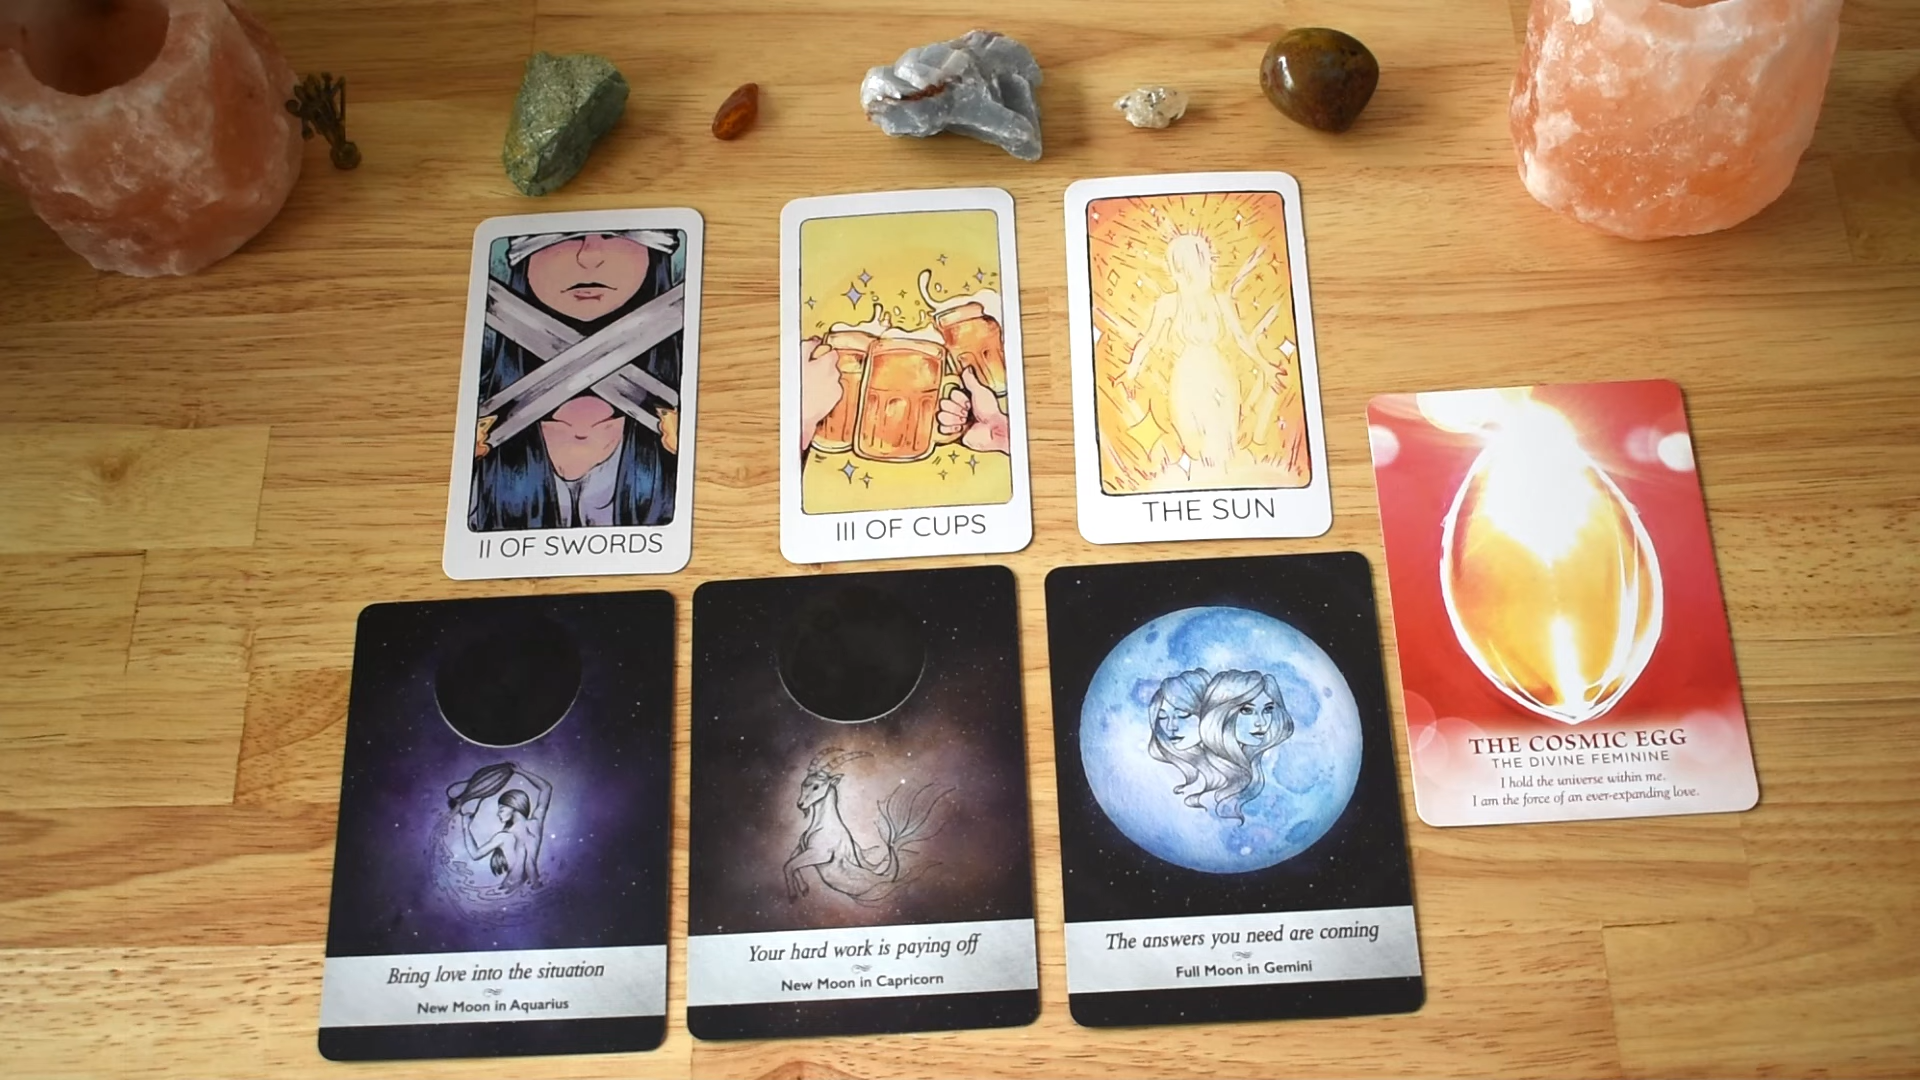 II OF SWORDS
III OF CUPS
THE SUN
THE COSMIC EGG
THE DIVINE FEMININE
I hold the universe within me.
I am the force of an ever-expanding love.
Bring love into the situation
New Moon in Aquarius
Your hard work is paying off
New Moon in Capricorn
The answers you need are coming
Full Moon in Gemini